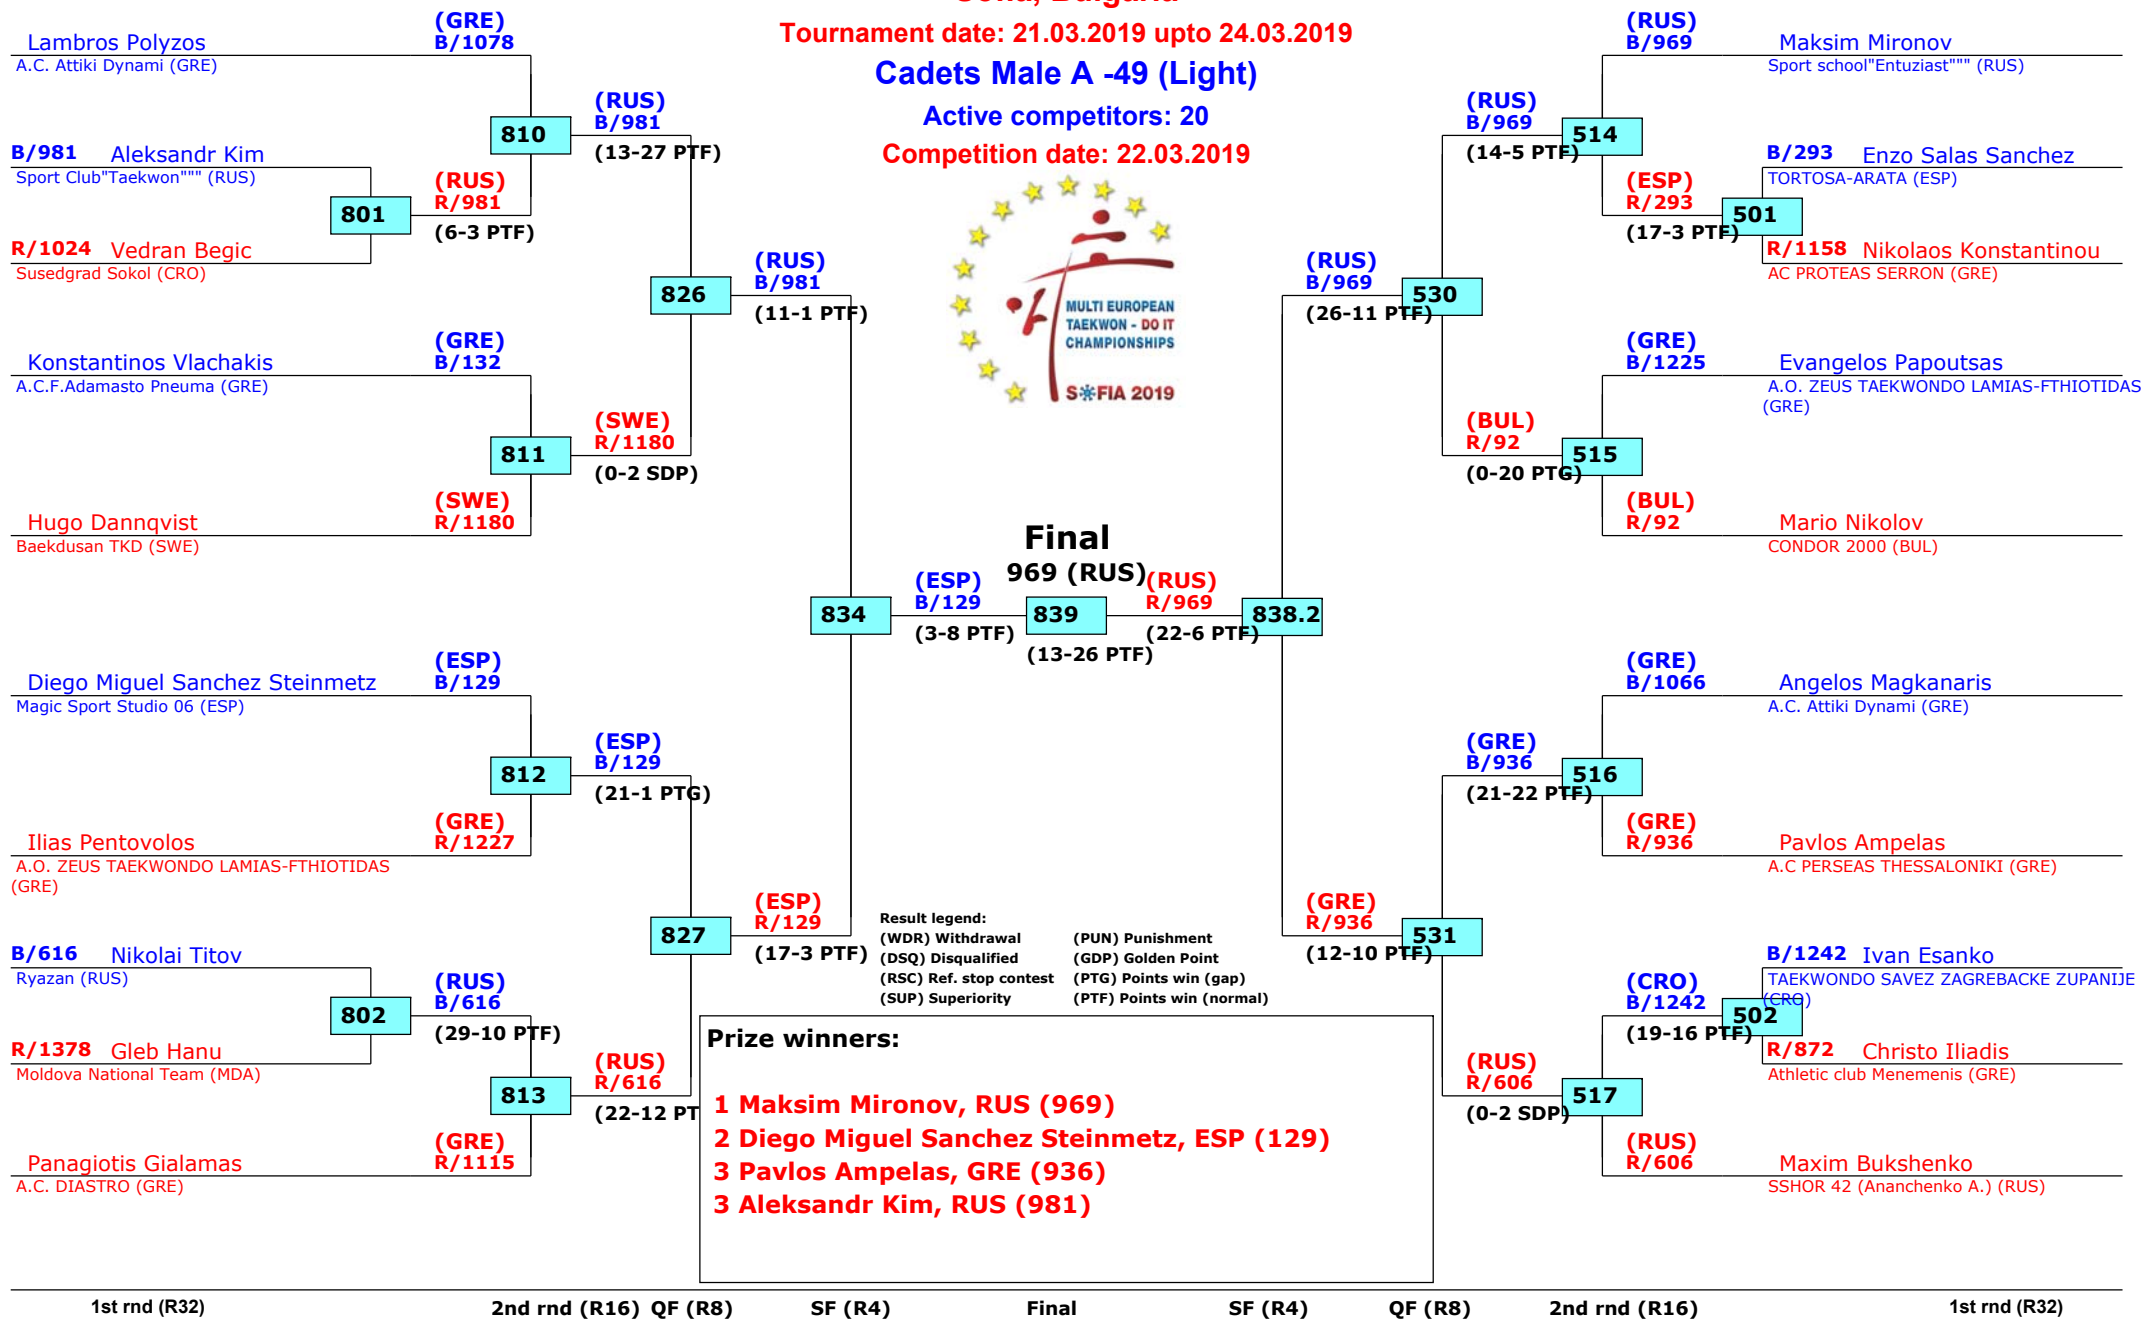 Sofia, Bulgaria
Tournament date: 21.03.2019 upto 24.03.2019
Cadets Male A -49 (Light)
Active competitors: 20
Competition date: 22.03.2019
MULTI EUROPEAN
TAEKWON - DO IT
CHAMPIONSHIPS
S FIA 2019
(GRE)
Lambros Polyzos B/1078
A.C. Attiki Dynami (GRE)
(RUS)
B/981
810
(13-27 PTF)
B/981 Aleksandr Kim
Sport Club"Taekwon""" (RUS)
(RUS)
R/981
801
(6-3 PTF)
R/1024 Vedran Begic
Susedgrad Sokol (CRO)
(RUS)
B/981
826
(11-1 PTF)
(GRE)
Konstantinos Vlachakis B/132
A.C.F.Adamasto Pneuma (GRE)
(SWE)
R/1180
811
(0-2 SDP)
(SWE)
Hugo Dannqvist R/1180
Baekdusan TKD (SWE)
Final
969 (RUS)
(ESP)
B/129
834
(3-8 PTF)
839
(13-26 PTF)
(RUS)
R/969
838.2
(22-6 PTF)
(ESP)
Diego Miguel Sanchez Steinmetz B/129
Magic Sport Studio 06 (ESP)
(ESP)
B/129
812
(21-1 PTG)
(GRE)
Ilias Pentovolos R/1227
A.O. ZEUS TAEKWONDO LAMIAS-FTHIOTIDAS
(GRE)
(ESP)
R/129
827
(17-3 PTF)
B/616 Nikolai Titov
Ryazan (RUS)
(RUS)
B/616
802
(29-10 PTF)
R/1378 Gleb Hanu
Moldova National Team (MDA)
(RUS)
R/616
813
(22-12 PT
(GRE)
Panagiotis Gialamas R/1115
A.C. DIASTRO (GRE)
(RUS)
B/969 Maksim Mironov
Sport school"Entuziast""" (RUS)
(RUS)
B/969
514
(14-5 PTF)
B/293 Enzo Salas Sanchez
TORTOSA-ARATA (ESP)
(ESP)
R/293
501
(17-3 PTF)
R/1158 Nikolaos Konstantinou
AC PROTEAS SERRON (GRE)
(RUS)
B/969
530
(26-11 PTF)
(GRE)
B/1225 Evangelos Papoutsas
A.O. ZEUS TAEKWONDO LAMIAS-FTHIOTIDAS
(GRE)
(BUL)
R/92
515
(0-20 PTG)
(BUL)
R/92 Mario Nikolov
CONDOR 2000 (BUL)
(GRE)
B/1066 Angelos Magkanaris
A.C. Attiki Dynami (GRE)
(GRE)
B/936
516
(21-22 PTF)
(GRE)
R/936 Pavlos Ampelas
A.C PERSEAS THESSALONIKI (GRE)
(GRE)
R/936
531
(12-10 PTF)
B/1242 Ivan Esanko
TAEKWONDO SAVEZ ZAGREBACKE ZUPANIJE
(CRO)
(CRO)
B/1242
502
(19-16 PTF)
R/872 Christo Iliadis
Athletic club Menemenis (GRE)
(RUS)
R/606
517
(0-2 SDP)
(RUS)
R/606 Maxim Bukshenko
SSHOR 42 (Ananchenko A.) (RUS)
Result legend:
(WDR) Withdrawal (PUN) Punishment
(DSQ) Disqualified (GDP) Golden Point
(RSC) Ref. stop contest (PTG) Points win (gap)
(SUP) Superiority (PTF) Points win (normal)
Prize winners:
1 Maksim Mironov, RUS (969)
2 Diego Miguel Sanchez Steinmetz, ESP (129)
3 Pavlos Ampelas, GRE (936)
3 Aleksandr Kim, RUS (981)
1st rnd (R32) 2nd rnd (R16) QF (R8) SF (R4) Final SF (R4) QF (R8) 2nd rnd (R16) 1st rnd (R32)